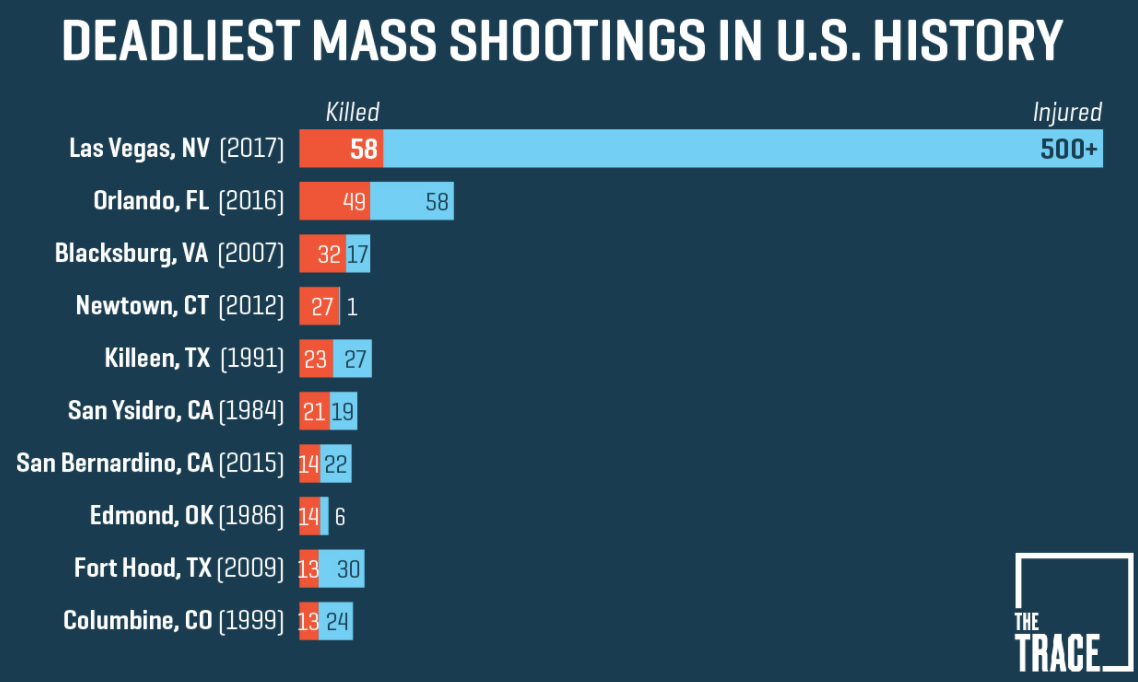 DEADLIEST MASS SHOOTINGS IN U.S. HISTORY
Killed Injured
Las Vegas, NV (2017) 58 500+
Orlando, FL (2016) 49 58
Blacksburg, VA (2007) 32 17
Newtown, CT (2012) 27 1
Killeen, TX (1991) 23 27
San Ysidro, CA (1984) 21 19
San Bernardino, CA (2015) 14 22
Edmond, OK (1986) 14 6
Fort Hood, TX (2009) 13 30
Columbine, CO (1999) 13 24
THE
TRACE